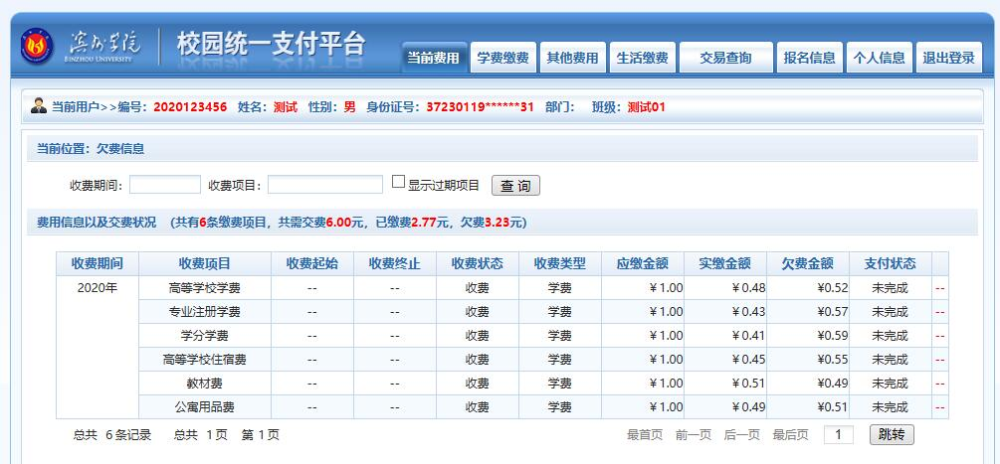 滨州学院 BINZHOU UNIVERSITY 校园统一支付平台
当前费用 学费缴费 其他费用 生活缴费 交易查询 报名信息 个人信息 退出登录
当前用户>>编号：2020123456 姓名：测试 性别：男 身份证号：37230119******31 部门： 班级：测试01
当前位置：欠费信息
收费期间： 收费项目： 显示过期项目 查 询
费用信息以及交费状况 (共有6条缴费项目，共需交费6.00元，已缴费2.77元，欠费3.23元)
收费期间 收费项目 收费起始 收费终止 收费状态 收费类型 应缴金额 实缴金额 欠费金额 支付状态
2020年 高等学校学费 -- -- 收费 学费 ￥1.00 ￥0.48 ¥0.52 未完成 --
专业注册学费 -- -- 收费 学费 ￥1.00 ￥0.43 ¥0.57 未完成 --
学分学费 -- -- 收费 学费 ￥1.00 ￥0.41 ¥0.59 未完成 --
高等学校住宿费 -- -- 收费 学费 ￥1.00 ￥0.45 ¥0.55 未完成 --
教材费 -- -- 收费 学费 ￥1.00 ￥0.51 ¥0.49 未完成 --
公寓用品费 -- -- 收费 学费 ￥1.00 ￥0.49 ¥0.51 未完成 --
总共 6条记录 总共 1页 第1页 最首页 前一页 后一页 最后页 1 跳转